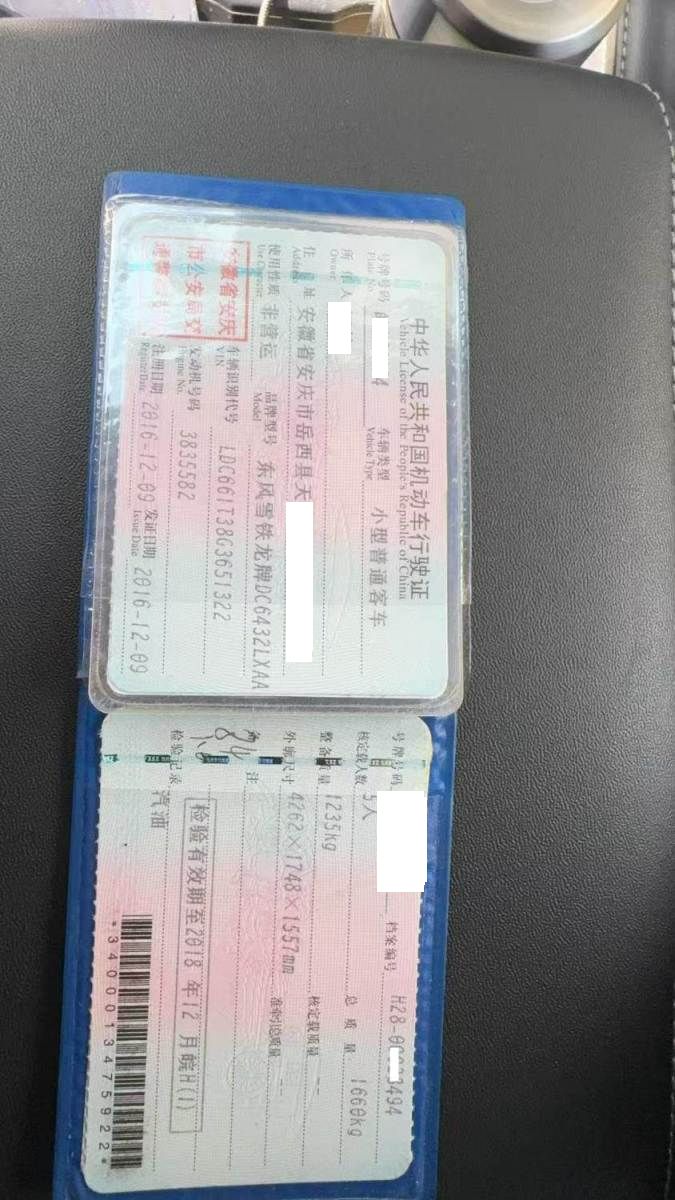 中华人民共和国机动车行驶证
Vehicle License of the People's Republic of China
号牌号码 4 车辆类型 小型普通客车
Plate No. Vehicle Type
所有人
Owner
住址 安徽省安庆市岳西县天
Address
使用性质 非营运 品牌型号 东风雪铁龙牌DC6432LXAA
Use Character Model
安徽省安庆
市公安局交
通警
车辆识别代号 LDC661T38G3651322
VIN
发动机号码 3835582
Engine No.
注册日期 2016-12-09 发证日期 2016-12-09
Register Date Issue Date
号牌号码 档案编号 H28-0 3494
核定载人数 5人 总质量 1660kg
整备质量 1235kg 核定载质量 --
外廓尺寸 4262×1748×1557mm 准牵引总质量 --
备注
检验有效期至2018年12月皖H(1)
检验记录 汽油
*3400013475922*